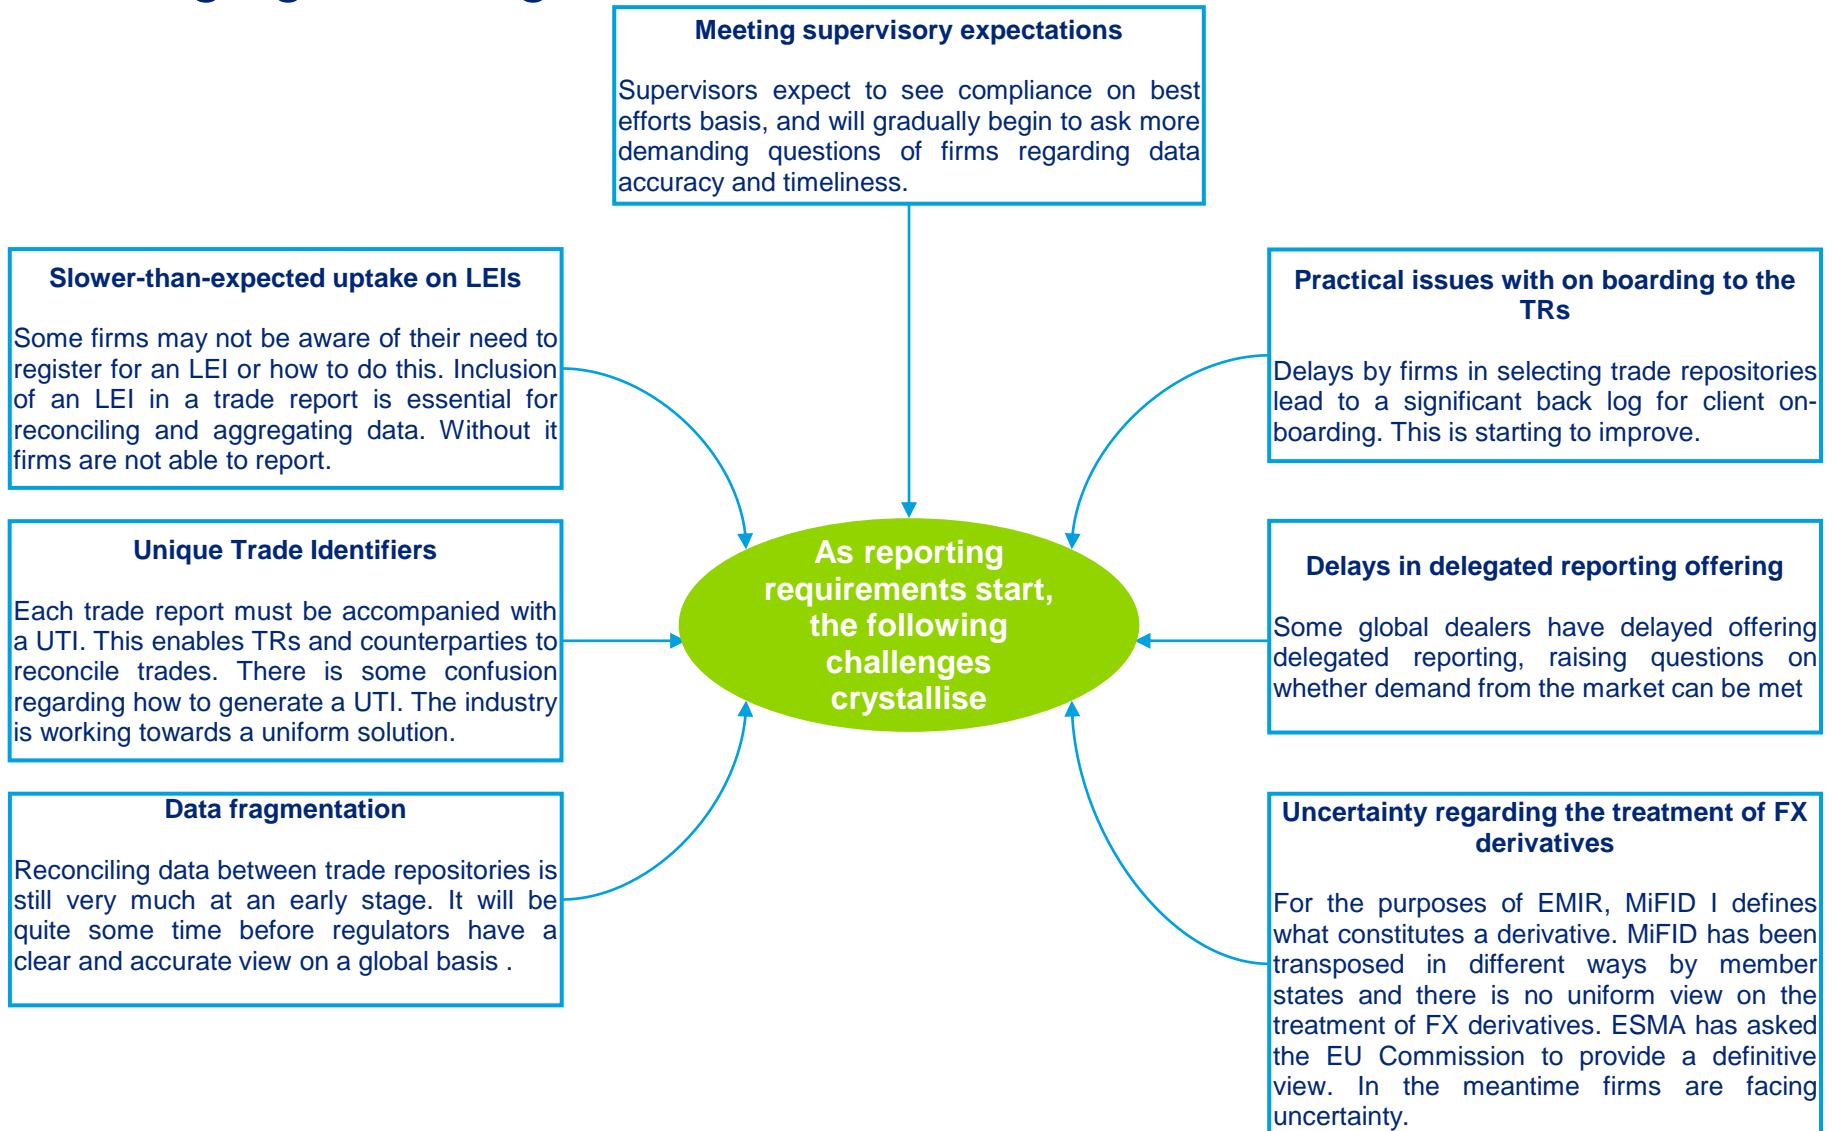 Meeting supervisory expectations
Supervisors expect to see compliance on best
efforts basis, and will gradually begin to ask more
demanding questions of firms regarding data
accuracy and timeliness.
Slower-than-expected uptake on LEIs
Some firms may not be aware of their need to
register for an LEI or how to do this. Inclusion
of an LEI in a trade report is essential for
reconciling and aggregating data. Without it
firms are not able to report.
Unique Trade Identifiers
Each trade report must be accompanied with
a UTI. This enables TRs and counterparties to
reconcile trades. There is some confusion
regarding how to generate a UTI. The industry
is working towards a uniform solution.
Data fragmentation
Reconciling data between trade repositories is
still very much at an early stage. It will be
quite some time before regulators have a
clear and accurate view on a global basis .
As reporting
requirements start,
the following
challenges
crystallise
Practical issues with on boarding to the
TRs
Delays by firms in selecting trade repositories
lead to a significant back log for client on-
boarding. This is starting to improve.
Delays in delegated reporting offering
Some global dealers have delayed offering
delegated reporting, raising questions on
whether demand from the market can be met
Uncertainty regarding the treatment of FX
derivatives
For the purposes of EMIR, MiFID I defines
what constitutes a derivative. MiFID has been
transposed in different ways by member
states and there is no uniform view on the
treatment of FX derivatives. ESMA has asked
the EU Commission to provide a definitive
view. In the meantime firms are facing
uncertainty.